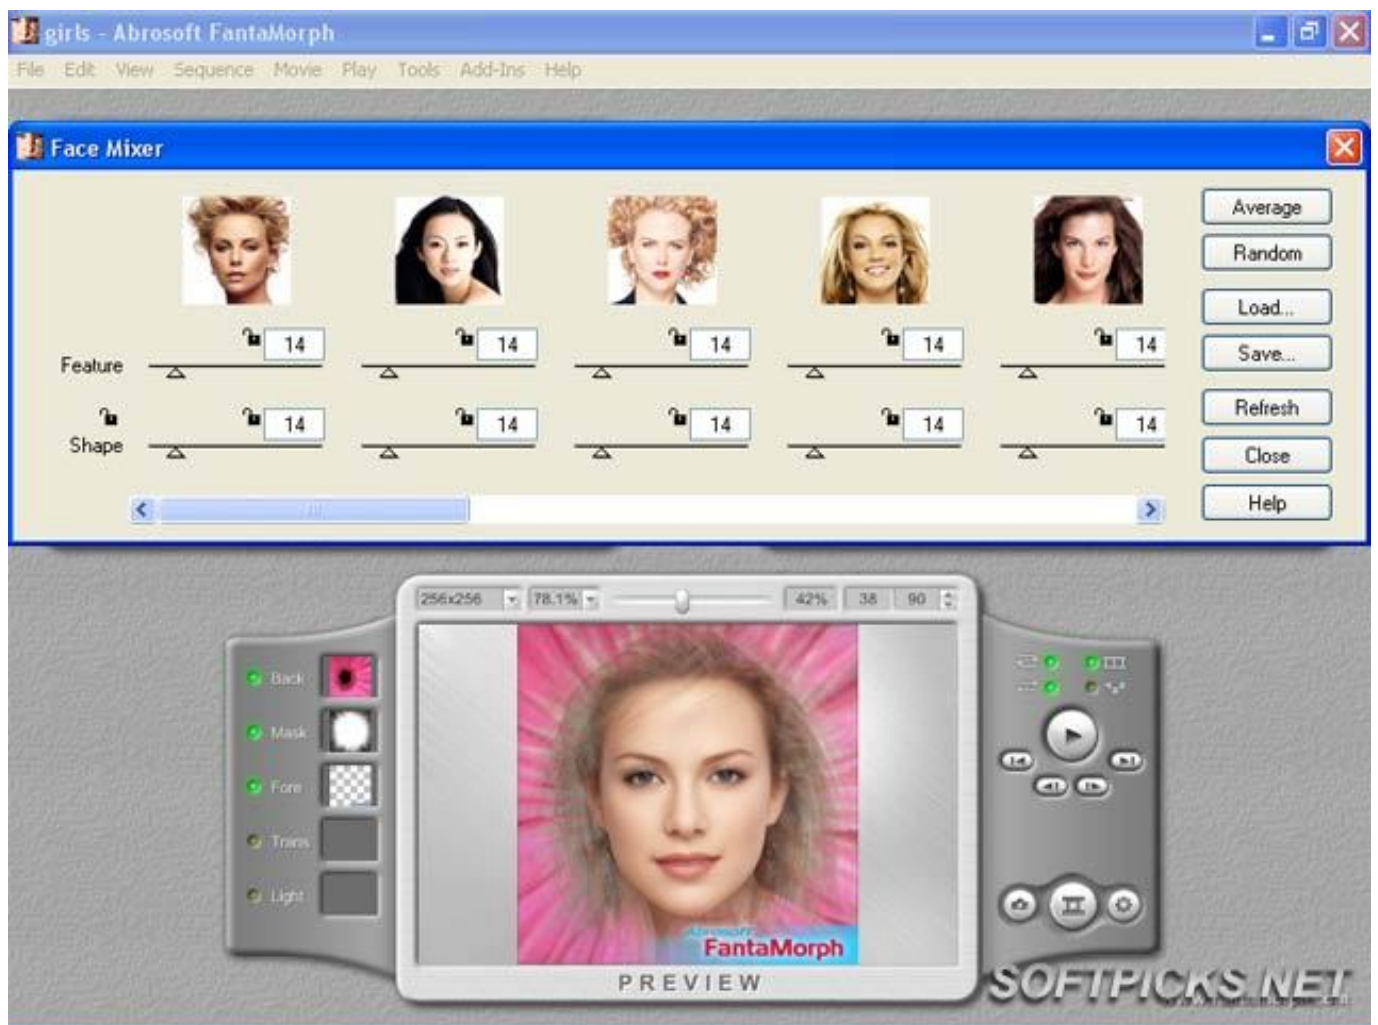 girls - Abrosoft FantaMorph
File Edit View Sequence Movie Play Tools Add-Ins Help
Face Mixer
Average
Random
Load...
Save...
Refresh
Close
Help
14 14 14 14 14
Feature
14 14 14 14 14
Shape
256x256 78.1% 42% 38 90
Back
Mask
Fore
Trans
Light
Abrosoft
FantaMorph
PREVIEW
SOFTPICKS.NET